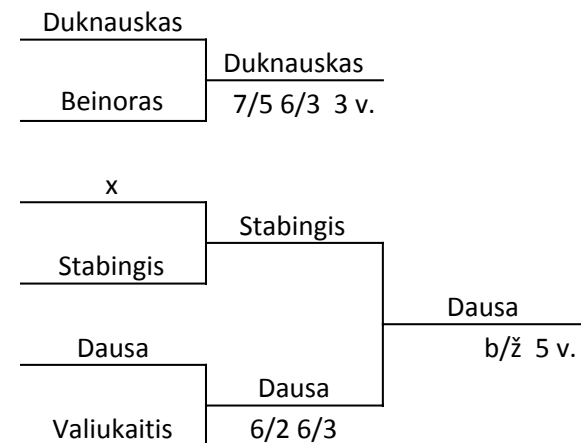 Duknauskas
Duknauskas
Beinoras
7/5 6/3 3 v.
x
Stabingis
Stabingis
Dausa
b/ž 5 v.
Dausa
Dausa
Valiukaitis
6/2 6/3